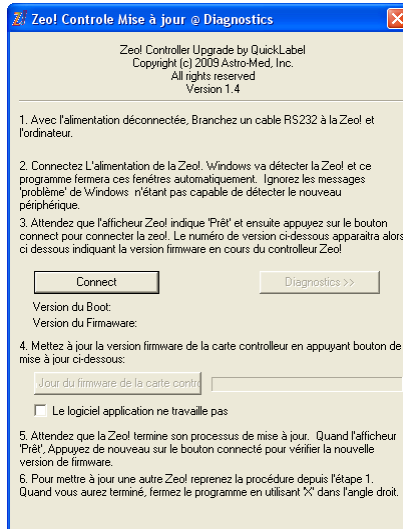 Zeo! Controle Mise à jour @ Diagnostics
Zeo! Controller Upgrade by QuickLabel
Copyright (c) 2009 Astro-Med, Inc.
All rights reserved
Version 1.4
1. Avec l'alimentation déconnectée, Branchez un cable RS232 à la Zeo! et
l'ordinateur.
2. Connectez L'alimentation de la Zeo!. Windows va détecter la Zeo! et ce
programme fermera ces fenétres automatiquement. Ignorez les messages
'problème' de Windows n'étant pas capable de détecter le nouveau
périphérique.
3. Attendez que l'afficheur Zeo! indique 'Prêt' et ensuite appuyez sur le bouton
connect pour connecter la zeo!. Le numéro de version ci-dessous apparaitra alors
ci dessous indiquant la version firmware en cours du controlleur Zeo!
Connect
Diagnostics >>
Version du Boot:
Version du Firmaware:
4. Mettez à jour la version firmware de la carte controlleur en appuyant bouton de
mise à jour ci-dessous:
Jour du firmware de la carte contr
Le logiciel application ne travaille pas
5. Attendez que la Zeo! termine son processus de mise à jour. Quand l'afficheur
'Prêt', Appuyez de nouveau sur le bouton connecté pour vérifier la nouvelle
version de firmware.
6. Pour mettre à jour une autre Zeo! reprenez la procédure depuis l'étape 1.
Quand vous aurez terminé, fermez le programme en utilisant "X" dans l'angle droit.